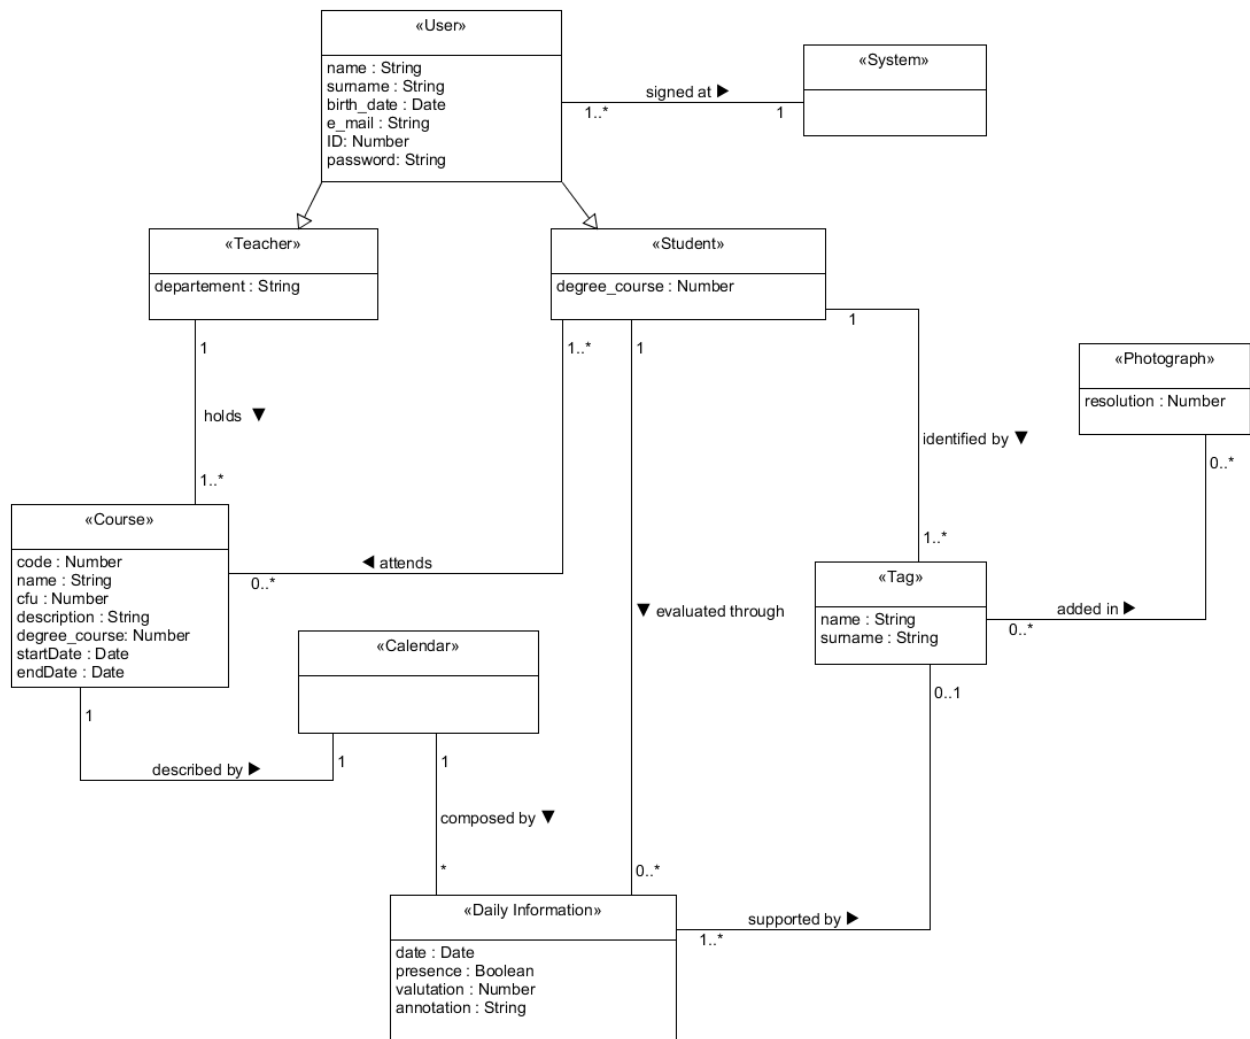 «User»
name : String
surname : String
birth_date : Date
e_mail : String
ID: Number
password: String
«System»
signed at ▶
1..*
1
«Teacher»
departement : String
«Student»
degree_course : Number
1
1..*
1
1
«Photograph»
resolution : Number
holds ▼
identified by ▼
0..*
1..*
1..*
«Course»
code : Number
name : String
cfu : Number
description : String
degree_course: Number
startDate : Date
endDate : Date
◀ attends
0..*
«Tag»
name : String
surname : String
▼ evaluated through
added in ▶
0..*
«Calendar»
0..1
1
described by ▶
1
1
composed by ▼
*
0..*
«Daily Information»
date : Date
presence : Boolean
valutation : Number
annotation : String
supported by ▶
1..*